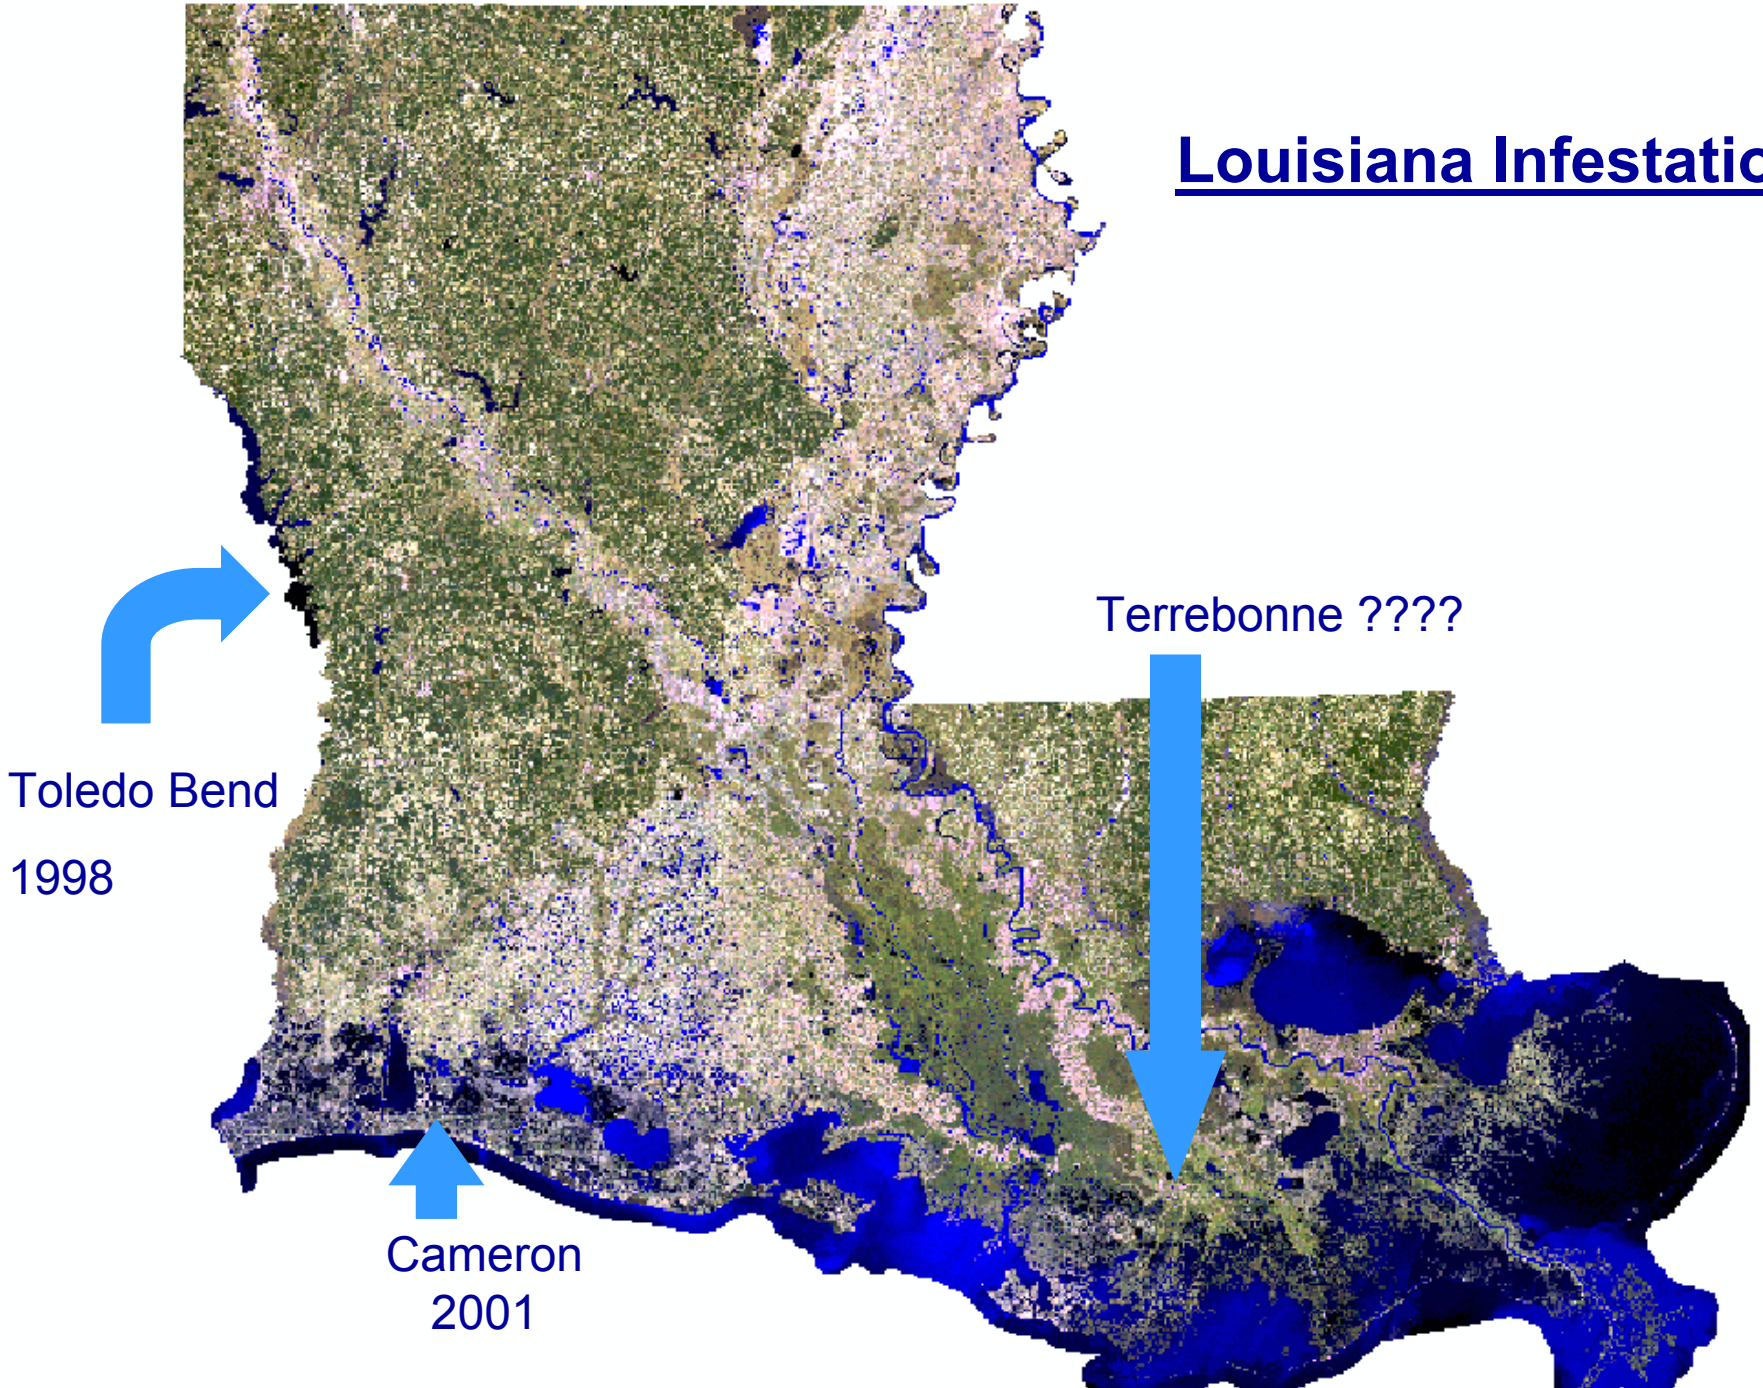 Louisiana Infestatio
Terrebonne ????
Toledo Bend
1998
Cameron
2001